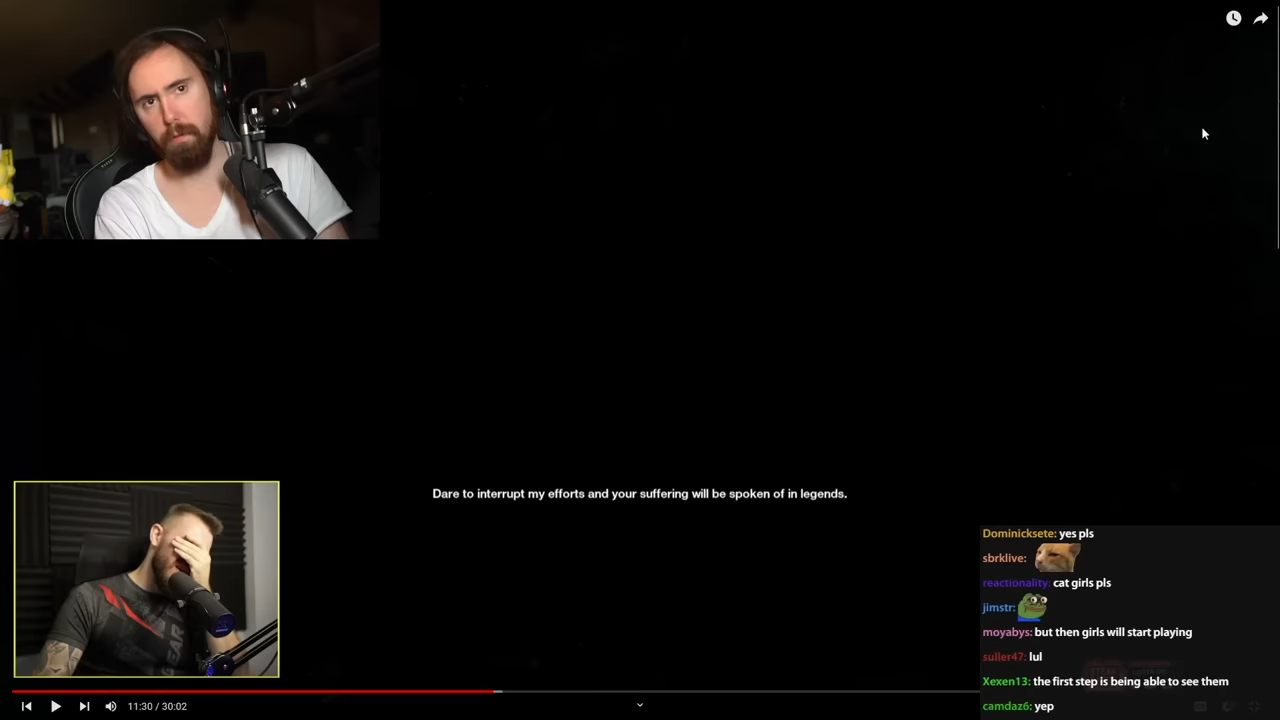 Dare to interrupt my efforts and your suffering will be spoken of in legends.
Dominicksete: yes pls
sbrklive:
reactionality: cat girls pls
jimstr:
moyabys: but then girls will start playing
suller47: lul
Xexen13: the first step is being able to see them
camdaz6: yep
11:30 / 30:02